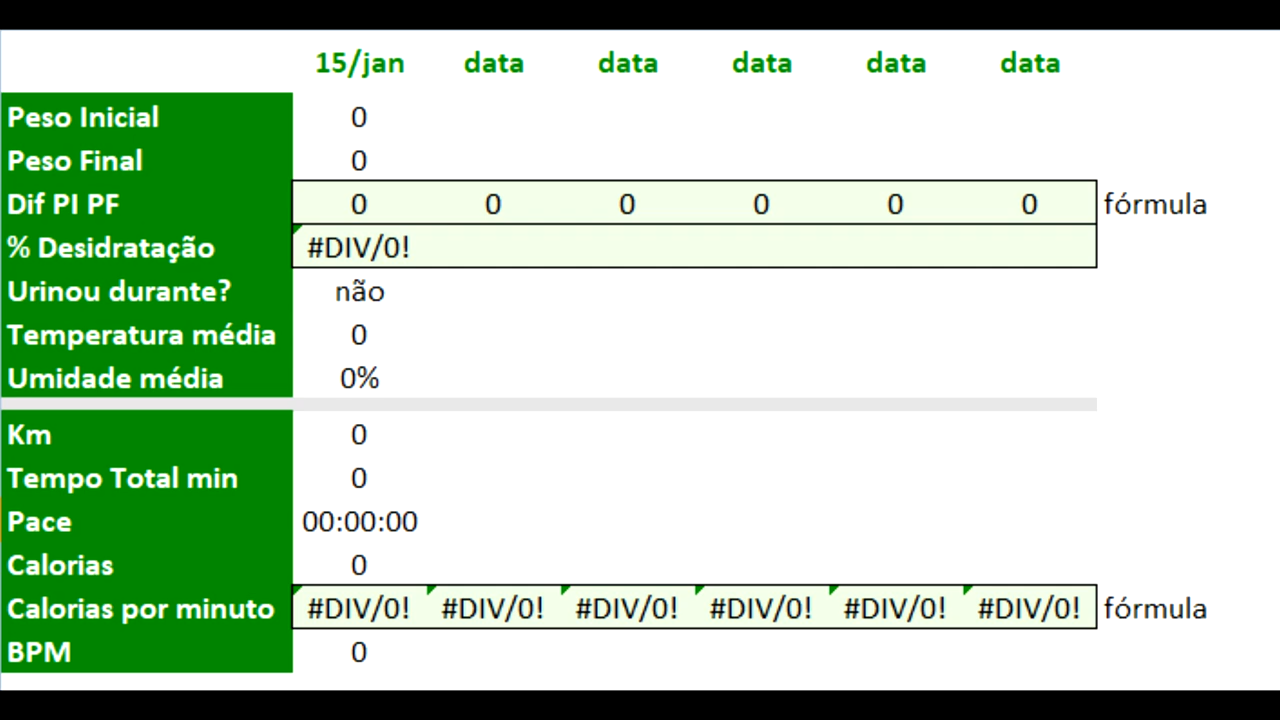 15/jan data data data data data
Peso Inicial 0
Peso Final 0
Dif PI PF 0 0 0 0 0 0 fórmula
% Desidratação #DIV/0!
Urinou durante? não
Temperatura média 0
Umidade média 0%
Km 0
Tempo Total min 0
Pace 00:00:00
Calorias 0
Calorias por minuto #DIV/0! #DIV/0! #DIV/0! #DIV/0! #DIV/0! #DIV/0! fórmula
BPM 0